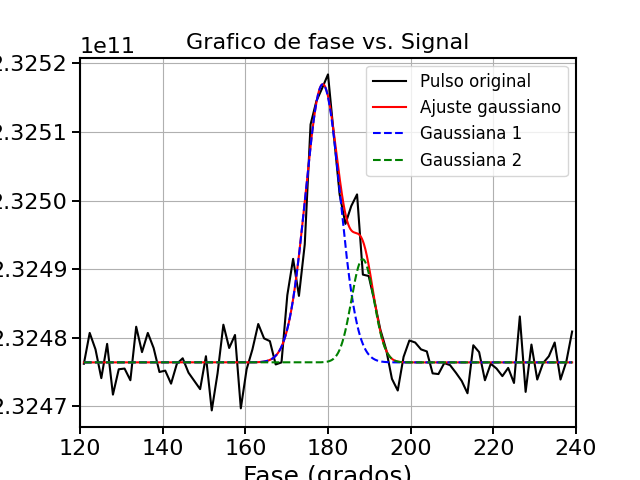 Grafico de fase vs. Signal
1e11
2.3252
2.3251
2.3250
2.3249
2.3248
2.3247
120 140 160 180 200 220 240
Fase (grados)
Pulso original
Ajuste gaussiano
Gaussiana 1
Gaussiana 2